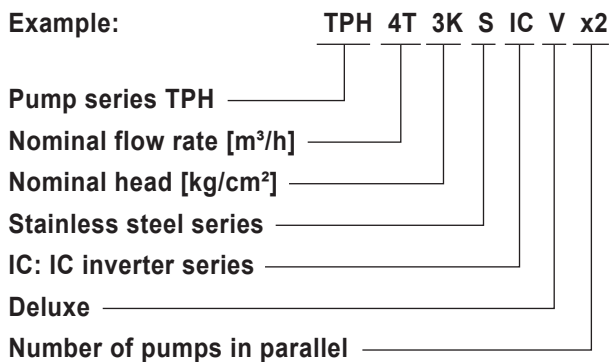 Example: TPH 4T 3K S IC V x2
Pump series TPH
Nominal flow rate [m³/h]
Nominal head [kg/cm²]
Stainless steel series
IC: IC inverter series
Deluxe
Number of pumps in parallel